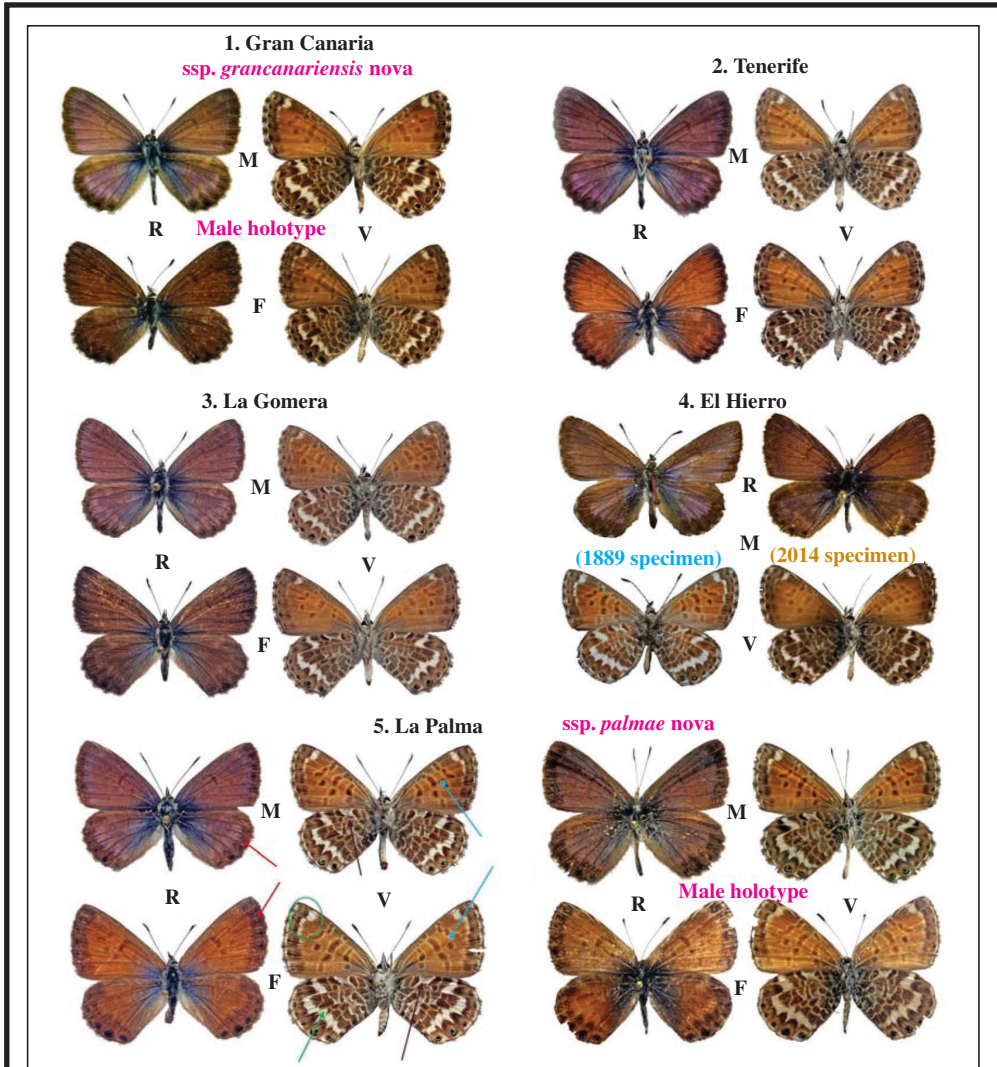 1. Gran Canaria
ssp. grancanariensis nova
M
R
Male holotype
V
F
2. Tenerife
M
R
V
F
3. La Gomera
M
R
V
F
4. El Hierro
R
M
(1889 specimen)
(2014 specimen)
V
5. La Palma
M
R
V
F
ssp. palmae nova
M
R
Male holotype
V
F